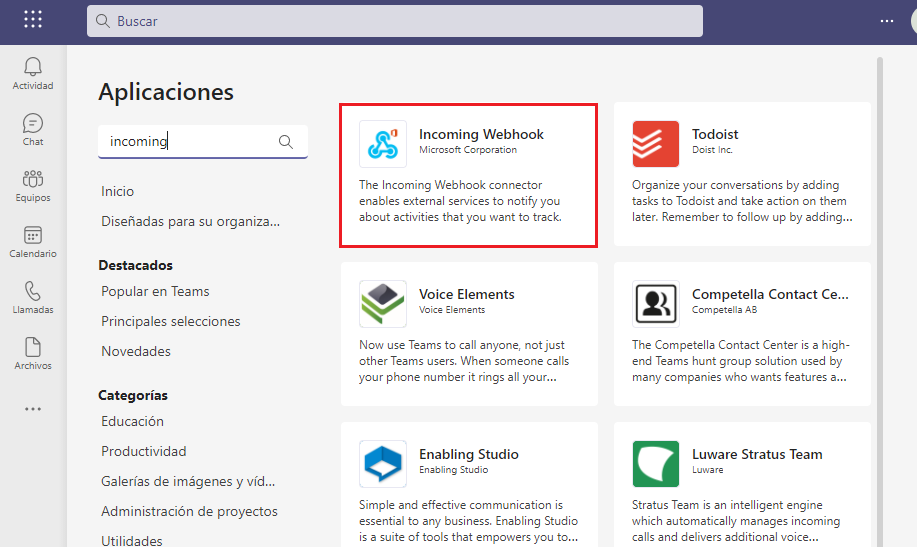 Buscar
Actividad
Chat
Equipos
Calendario
Llamadas
Archivos
Aplicaciones
incoming
Inicio
Diseñadas para su organiza...
Destacados
Popular en Teams
Principales selecciones
Novedades
Categorías
Educación
Productividad
Galerías de imágenes y víd...
Administración de proyectos
Utilidades
Incoming Webhook
Microsoft Corporation
The Incoming Webhook connector
enables external services to notify you
about activities that you want to track.
Todoist
Doist Inc.
Organize your conversations by adding
tasks to Todoist and take action on them
later. Remember to follow up by adding...
Voice Elements
Voice Elements
Now use Teams to call anyone, not just
other Teams users. When someone calls
your phone number it rings all your...
Competella Contact Ce...
Competella AB
The Competella Contact Center is a high-
end Teams hunt group solution used by
many companies who wants features a...
Enabling Studio
Enabling Studio
Simple and effective communication is
essential to any business. Enabling Studio
is a suite of tools that empowers you to...
Luware Stratus Team
Luware
Stratus Team is an intelligent engine
which automatically manages incoming
calls and delivers additional voice...